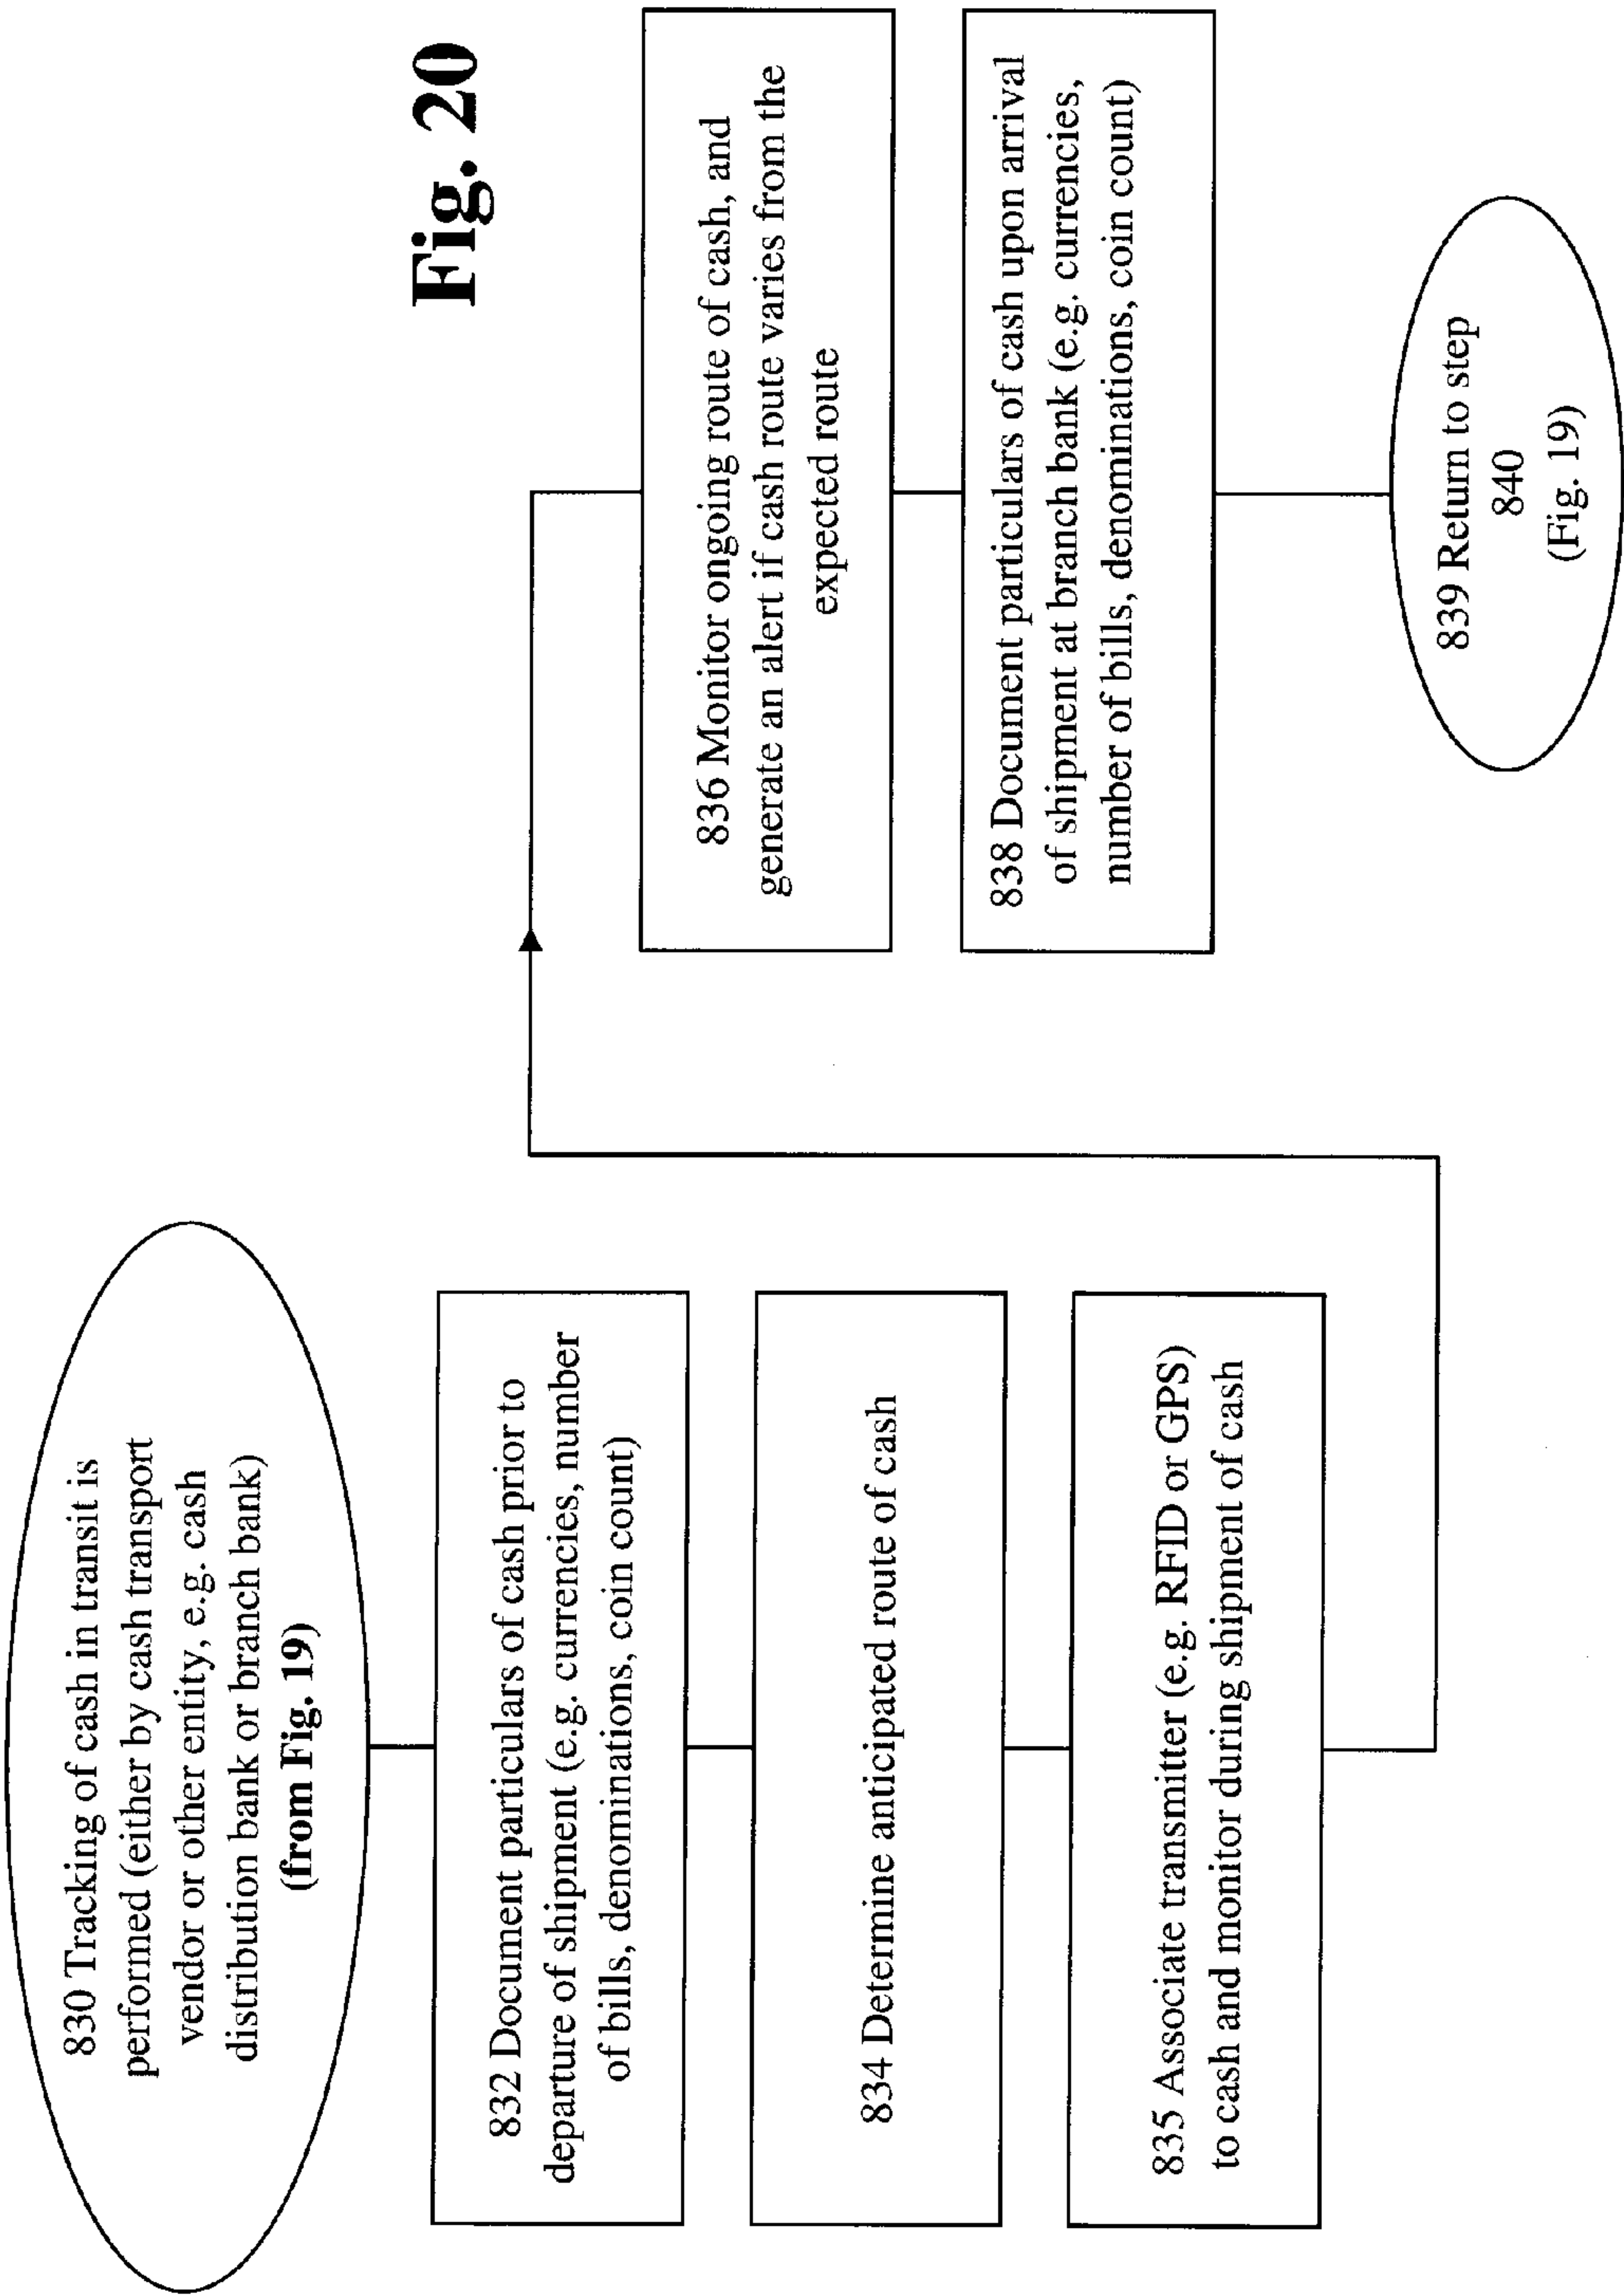 Fig. 20
830 Tracking of cash in transit is
performed (either by cash transport
vendor or other entity, e.g. cash
distribution bank or branch bank)
(from Fig. 19)
832 Document particulars of cash prior to
departure of shipment (e.g. currencies, number
of bills, denominations, coin count)
834 Determine anticipated route of cash
835 Associate transmitter (e.g. RFID or GPS)
to cash and monitor during shipment of cash
836 Monitor ongoing route of cash, and
generate an alert if cash route varies from the
expected route
838 Document particulars of cash upon arrival
of shipment at branch bank (e.g. currencies,
number of bills, denominations, coin count)
839 Return to step
840
(Fig. 19)